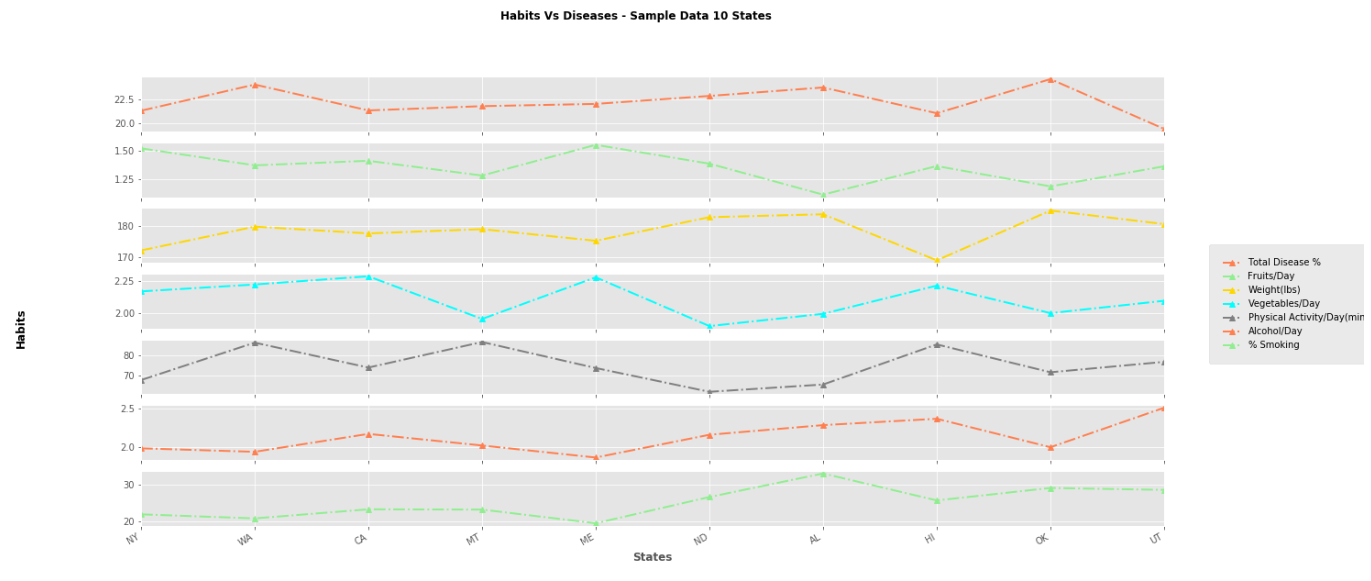 Habits Vs Diseases - Sample Data 10 States
22.5
20.0
1.50
1.25
180
170
2.25
2.00
80
70
2.5
2.0
30
20
Habits
NY WA CA MT ME ND AL HI OK UT
States
Total Disease %
Fruits/Day
Weight(lbs)
Vegetables/Day
Physical Activity/Day(min
Alcohol/Day
% Smoking